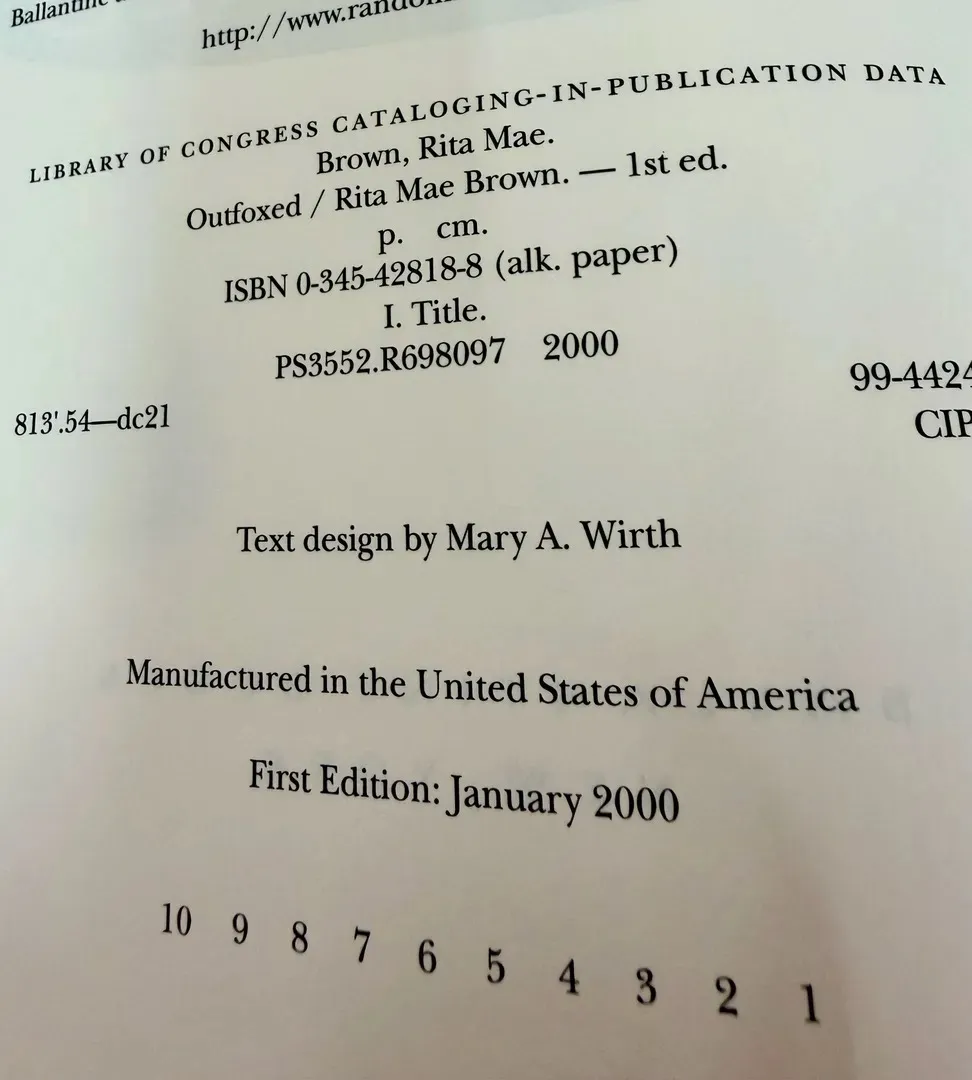 Ballantine
http://www.random
LIBRARY OF CONGRESS CATALOGING-IN-PUBLICATION DATA
Brown, Rita Mae.
Outfoxed / Rita Mae Brown. — 1st ed.
p. cm.
ISBN 0-345-42818-8 (alk. paper)
I. Title.
PS3552.R698097 2000
813'.54—dc21
99-4424
CIP
Text design by Mary A. Wirth
Manufactured in the United States of America
First Edition: January 2000
10 9 8 7 6 5 4 3 2 1